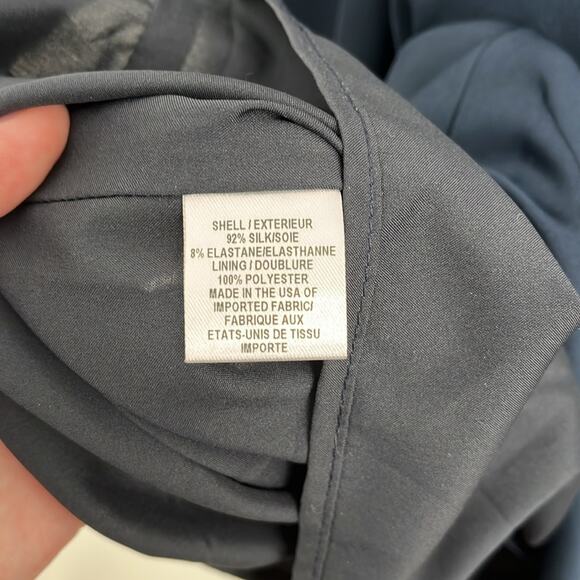 SHELL / EXTERIEUR
92% SILK/SOIE
8% ELASTANE/ELASTHANNE
LINING / DOUBLURE
100% POLYESTER
MADE IN THE USA OF
IMPORTED FABRIC/
FABRIQUE AUX
ETATS-UNIS DE TISSU
IMPORTE